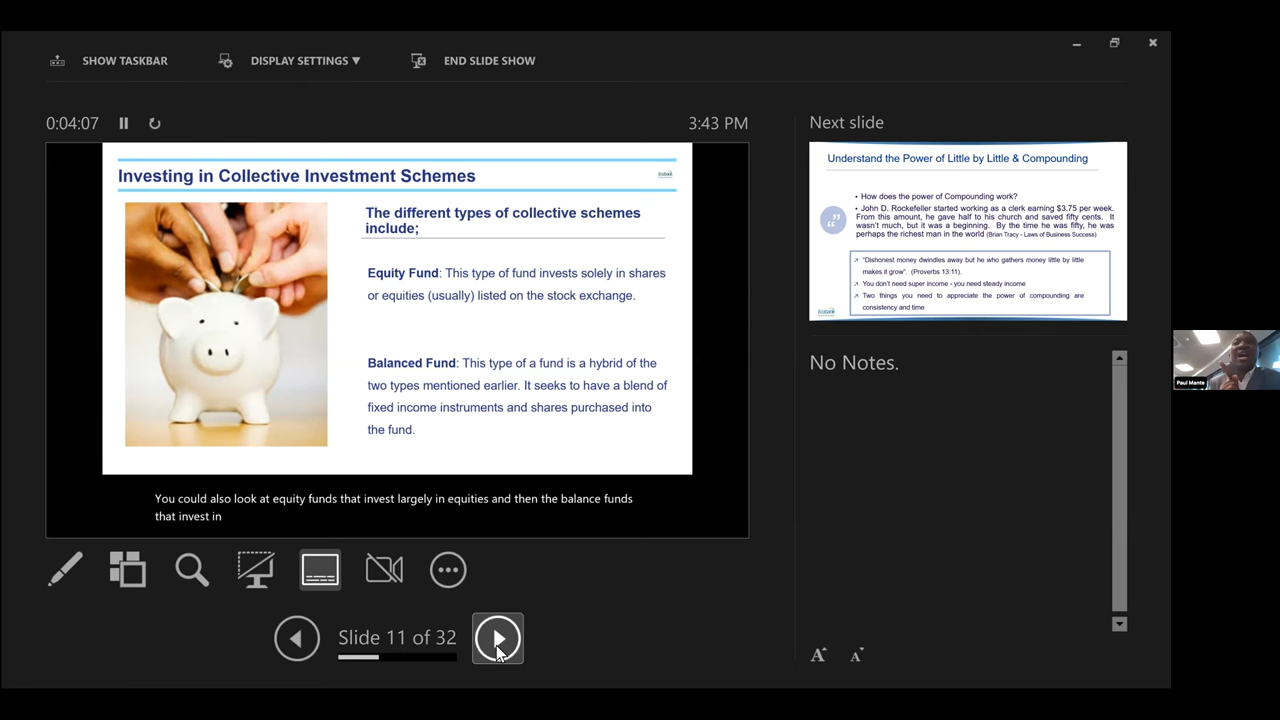 SHOW TASKBAR
DISPLAY SETTINGS ▼
END SLIDE SHOW
0:04:07
3:43 PM
Investing in Collective Investment Schemes
Ecobank
The different types of collective schemes
include;
Equity Fund: This type of fund invests solely in shares
or equities (usually) listed on the stock exchange.
Balanced Fund: This type of a fund is a hybrid of the
two types mentioned earlier. It seeks to have a blend of
fixed income instruments and shares purchased into
the fund.
You could also look at equity funds that invest largely in equities and then the balance funds
that invest in
Slide 11 of 32
Next slide
Understand the Power of Little by Little & Compounding
• How does the power of Compounding work?
• John D. Rockefeller started working as a clerk earning $3.75 per week.
From this amount, he gave half to his church and saved fifty cents. It
wasn't much, but it was a beginning. By the time he was fifty, he was
perhaps the richest man in the world (Brian Tracy - Laws of Business Success)
"Dishonest money dwindles away but he who gathers money little by little
makes it grow". (Proverbs 13:11).
You don't need super income - you need steady income
Two things you need to appreciate the power of compounding are
consistency and time
Ecobank
No Notes.
A A
Paul Mante